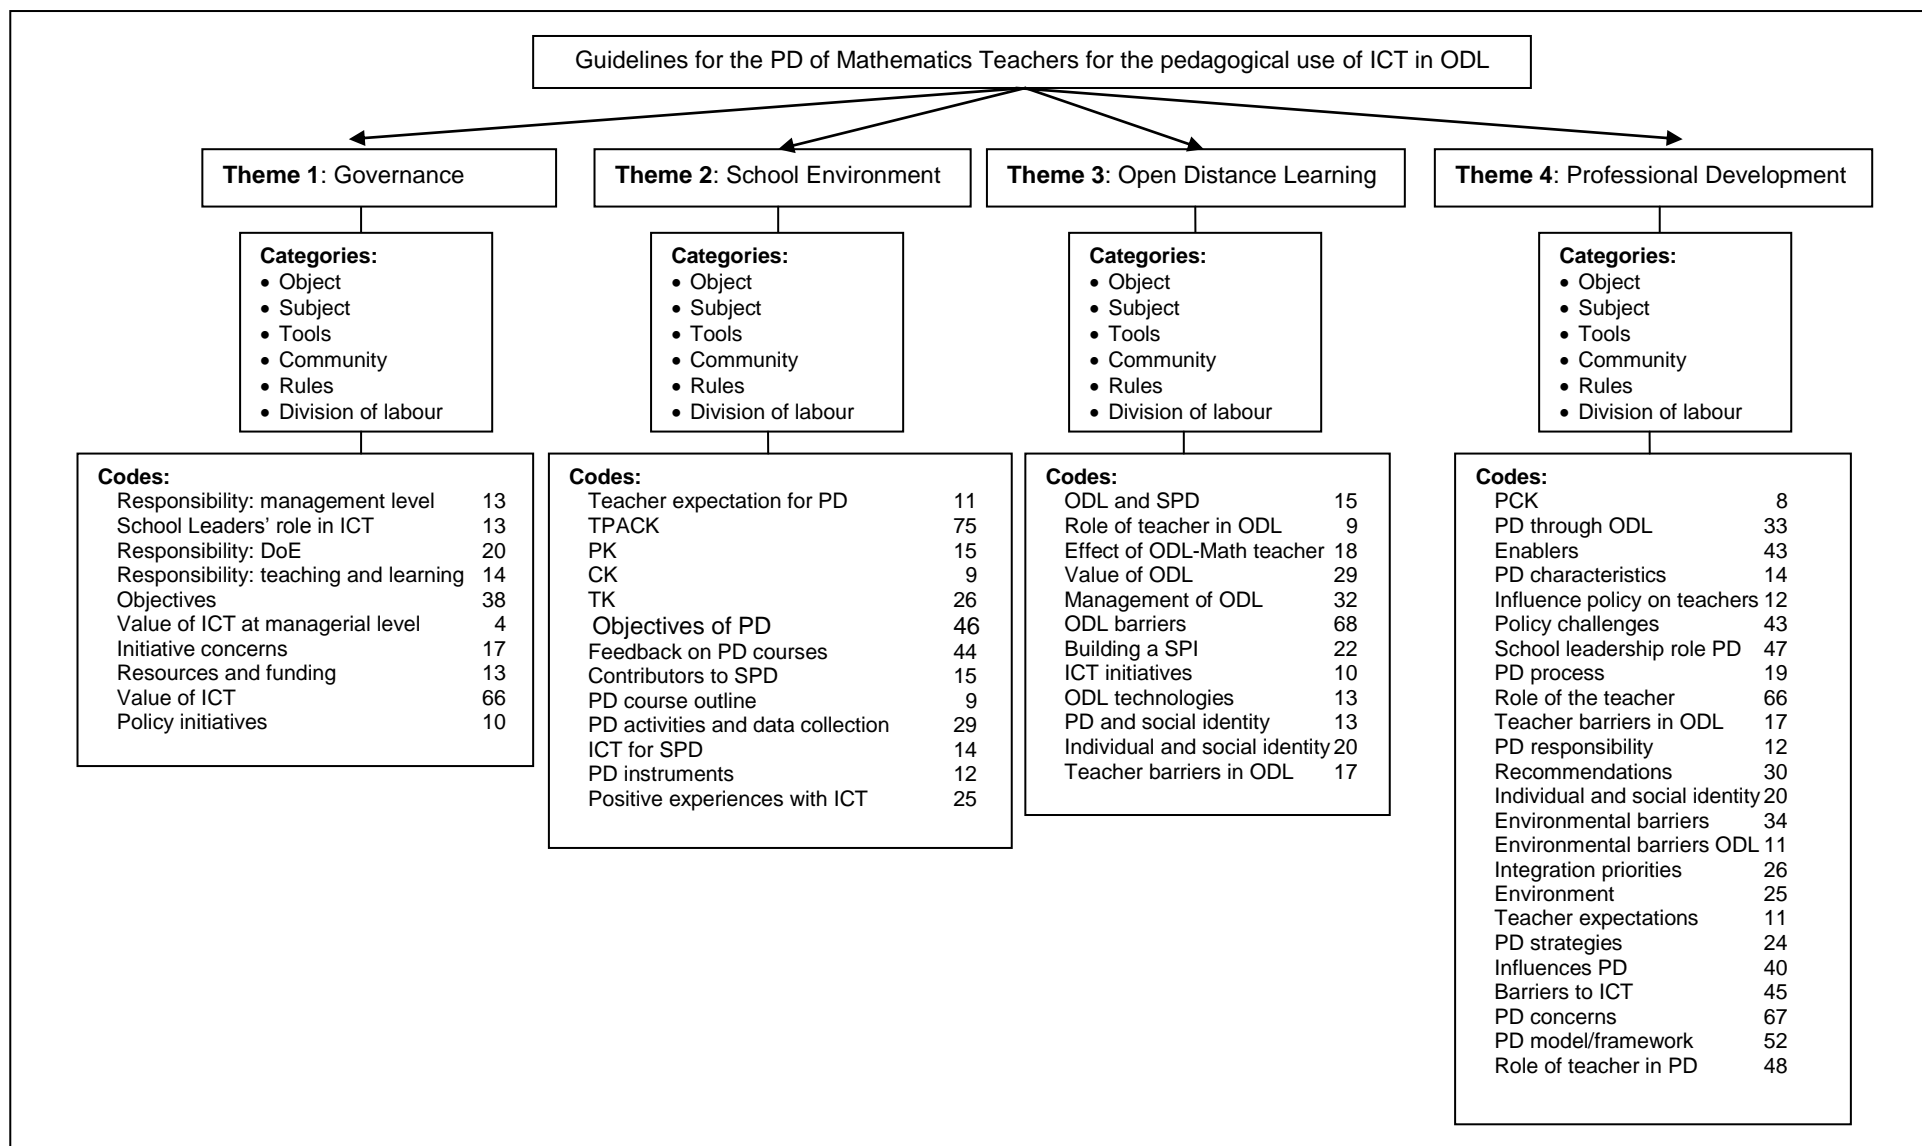 Guidelines for the PD of Mathematics Teachers for the pedagogical use of ICT in ODL
Theme 1: Governance
Categories:
• Object
• Subject
• Tools
• Community
• Rules
• Division of labour
Codes:
Responsibility: management level 13
School Leaders’ role in ICT 13
Responsibility: DoE 20
Responsibility: teaching and learning 14
Objectives 38
Value of ICT at managerial level 4
Initiative concerns 17
Resources and funding 13
Value of ICT 66
Policy initiatives 10
Theme 2: School Environment
Categories:
• Object
• Subject
• Tools
• Community
• Rules
• Division of labour
Codes:
Teacher expectation for PD 11
TPACK 75
PK 15
CK 9
TK 26
Objectives of PD 46
Feedback on PD courses 44
Contributors to SPD 15
PD course outline 9
PD activities and data collection 29
ICT for SPD 14
PD instruments 12
Positive experiences with ICT 25
Theme 3: Open Distance Learning
Categories:
• Object
• Subject
• Tools
• Community
• Rules
• Division of labour
Codes:
ODL and SPD 15
Role of teacher in ODL 9
Effect of ODL-Math teacher 18
Value of ODL 29
Management of ODL 32
ODL barriers 68
Building a SPI 22
ICT initiatives 10
ODL technologies 13
PD and social identity 13
Individual and social identity 20
Teacher barriers in ODL 17
Theme 4: Professional Development
Categories:
• Object
• Subject
• Tools
• Community
• Rules
• Division of labour
Codes:
PCK 8
PD through ODL 33
Enablers 43
PD characteristics 14
Influence policy on teachers 12
Policy challenges 43
School leadership role PD 47
PD process 19
Role of the teacher 66
Teacher barriers in ODL 17
PD responsibility 12
Recommendations 30
Individual and social identity 20
Environmental barriers 34
Environmental barriers ODL 11
Integration priorities 26
Environment 25
Teacher expectations 11
PD strategies 24
Influences PD 40
Barriers to ICT 45
PD concerns 67
PD model/framework 52
Role of teacher in PD 48